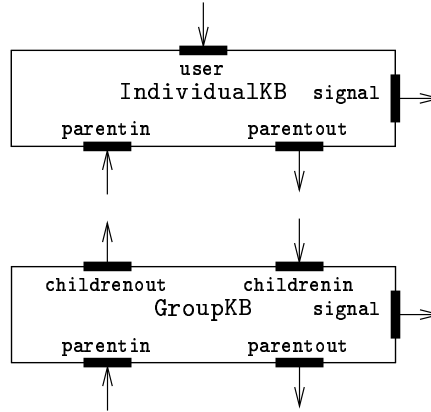 user
IndividualKB
signal
parentin
parentout
childrenout
childrenin
GroupKB
signal
parentin
parentout